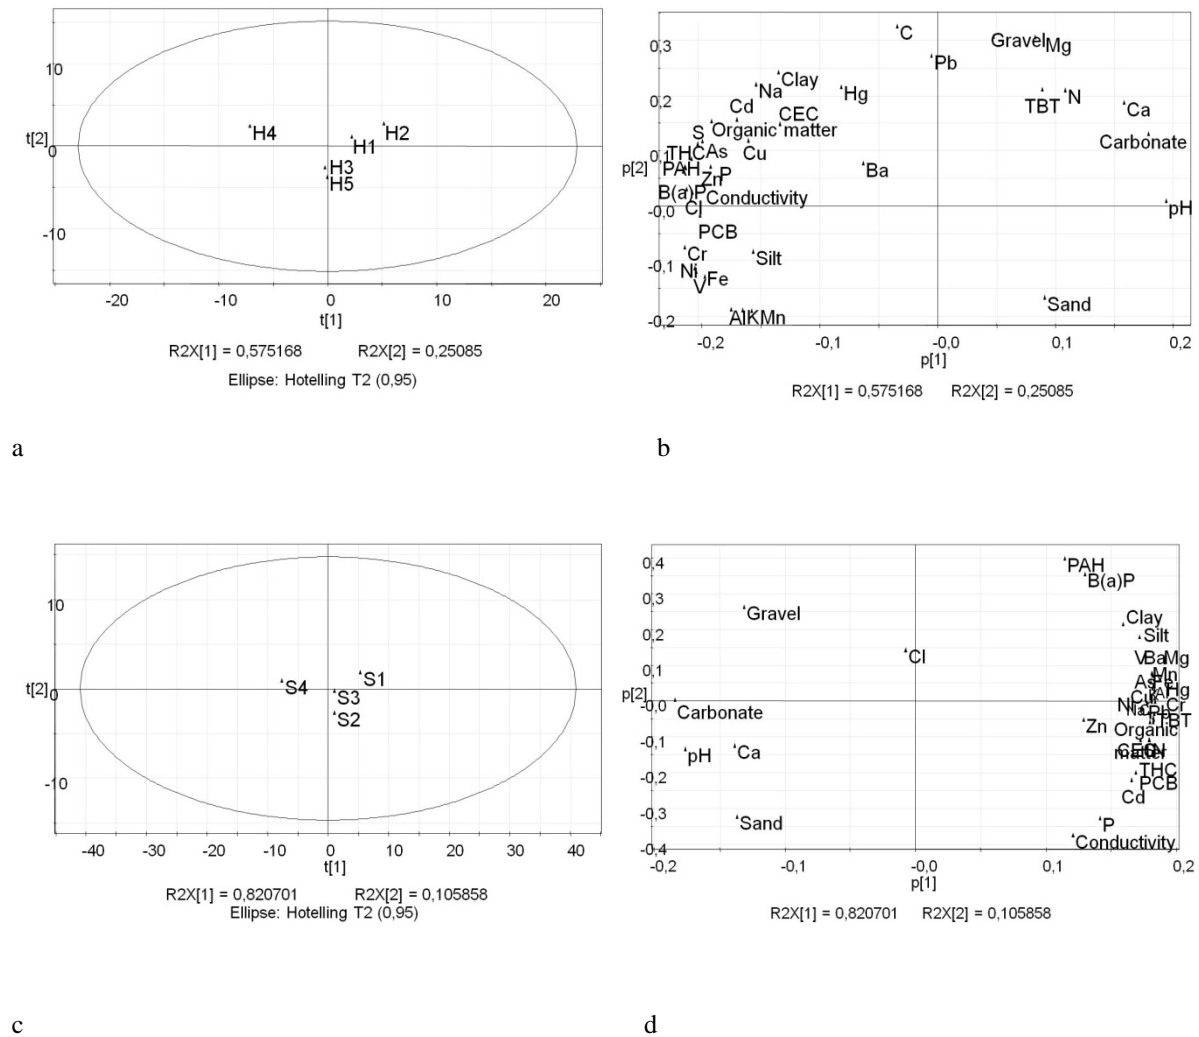 10
t[2]
0
-10
H4
H2
H1
H3
H5
-20
-10
0
10
20
t[1]
R2X[1] = 0,575168 R2X[2] = 0,25085
Ellipse: Hotelling T2 (0,95)
0,3
0,2
0,1
p[2]
-0,0
-0,1
-0,2
C
Gravel
Mg
Pb
Clay
Na
Hg
Cd
CEC
TBT
N
Ca
S
Organic matter
Carbonate
THC
As
Cu
PAH
Zn
P
Ba
B(a)P
Conductivity
Cl
pH
PCB
Cr
Silt
Ni
Fe
V
Al
K
Mn
Sand
-0,2
-0,1
-0,0
0,1
0,2
p[1]
R2X[1] = 0,575168 R2X[2] = 0,25085
a
b
10
t[2]
0
-10
S4
S1
S3
S2
-40
-30
-20
-10
0
10
20
30
40
t[1]
R2X[1] = 0,820701 R2X[2] = 0,105858
Ellipse: Hotelling T2 (0,95)
0,4
0,3
0,2
0,1
p[2]
-0,0
-0,1
-0,2
-0,3
-0,4
PAH
B(a)P
Gravel
Clay
Silt
Cl
V
Ba
Mg
Mn
As
Hg
Cu
Ni
Cr
Na
Pb
TBT
Carbonate
Zn
Organic
matter
pH
Ca
CEC
N
THC
PCB
Cd
Sand
P
Conductivity
-0,2
-0,1
-0,0
0,1
0,2
p[1]
R2X[1] = 0,820701 R2X[2] = 0,105858
c
d